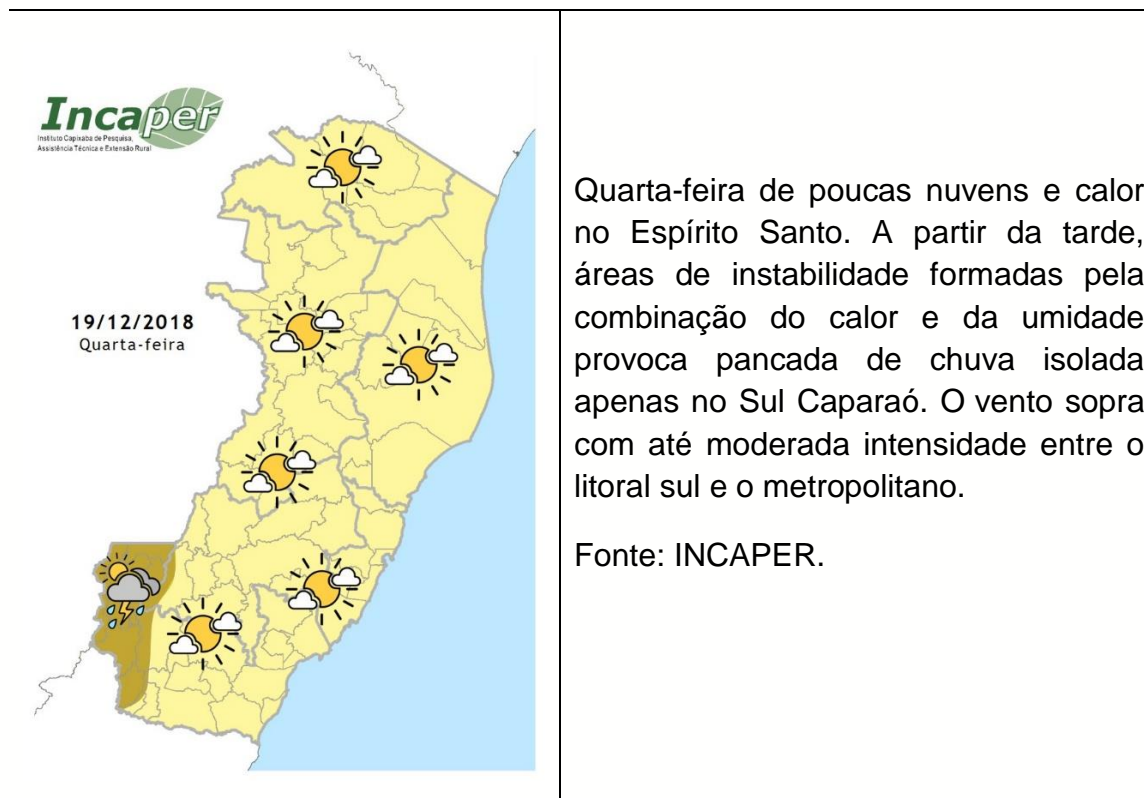 Incaper
Instituto Capixaba de Pesquisa,
Assistência Técnica e Extensão Rural
19/12/2018
Quarta-feira
Quarta-feira de poucas nuvens e calor
no Espírito Santo. A partir da tarde,
áreas de instabilidade formadas pela
combinação do calor e da umidade
provoca pancada de chuva isolada
apenas no Sul Caparaó. O vento sopra
com até moderada intensidade entre o
litoral sul e o metropolitano.
Fonte: INCAPER.